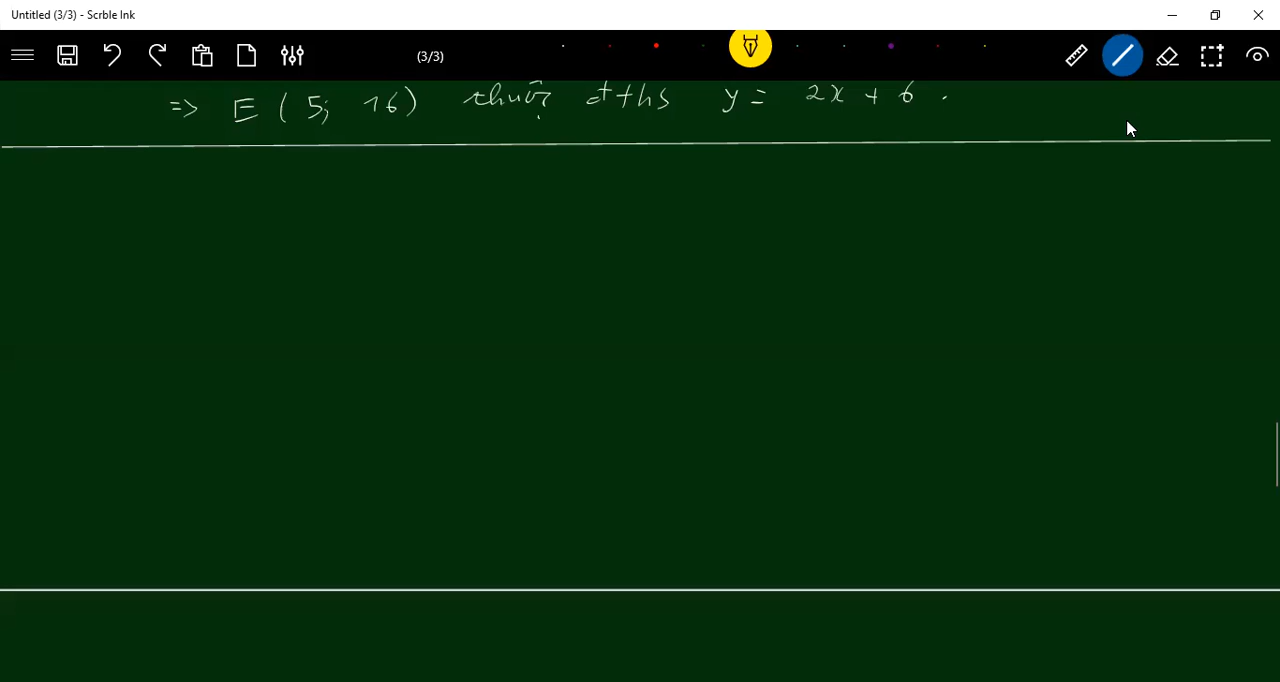 Untitled (3/3) - Scrble Ink
(3/3)
=> E ( 5; 16) thuộc đths y = 2x + 6 .